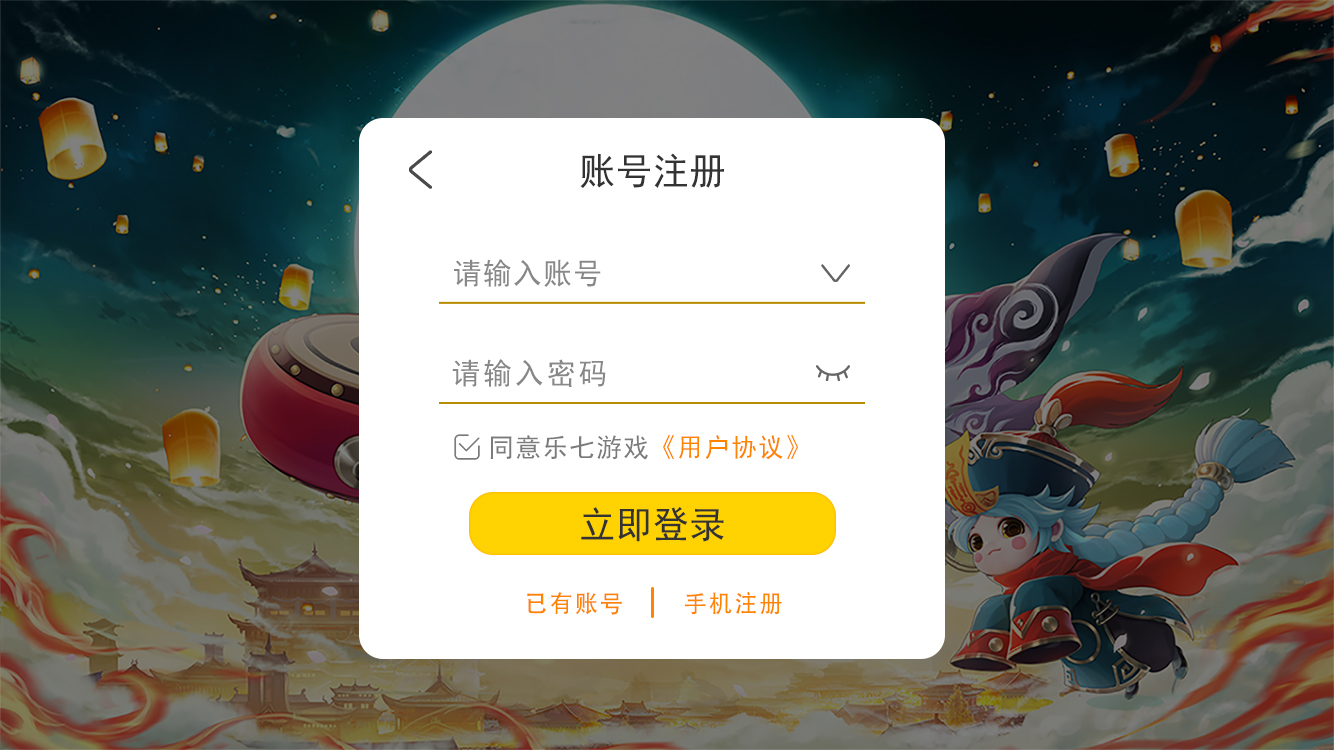 账号注册
请输入账号
请输入密码
同意乐七游戏《用户协议》
立即登录
已有账号 | 手机注册